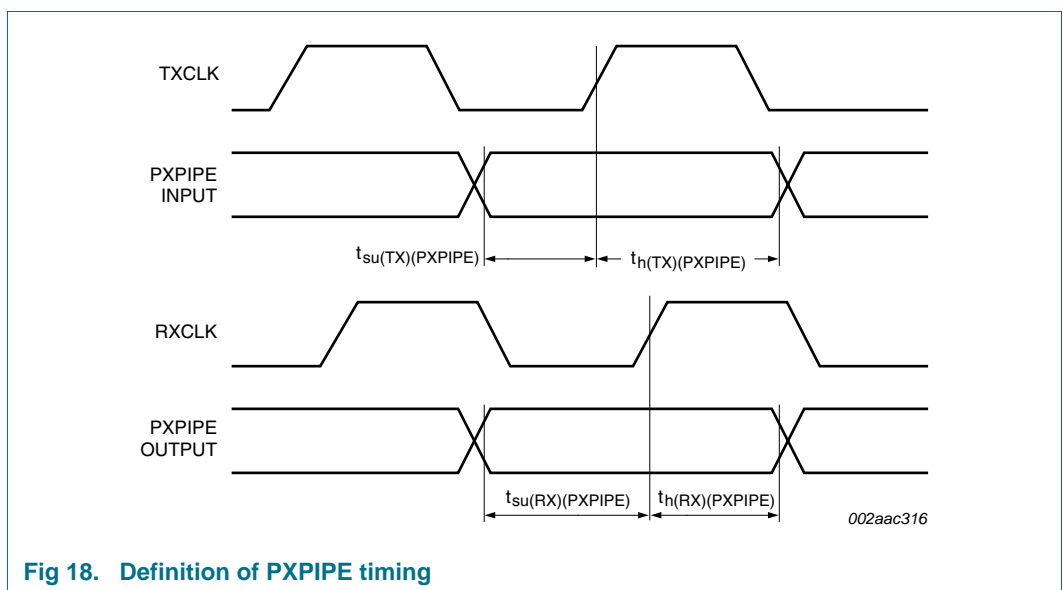 TXCLK
PXPIPE
INPUT
tsu(TX)(PXPIPE) th(TX)(PXPIPE)
RXCLK
PXPIPE
OUTPUT
tsu(RX)(PXPIPE) th(RX)(PXPIPE)
002aac316
Fig 18. Definition of PXPIPE timing